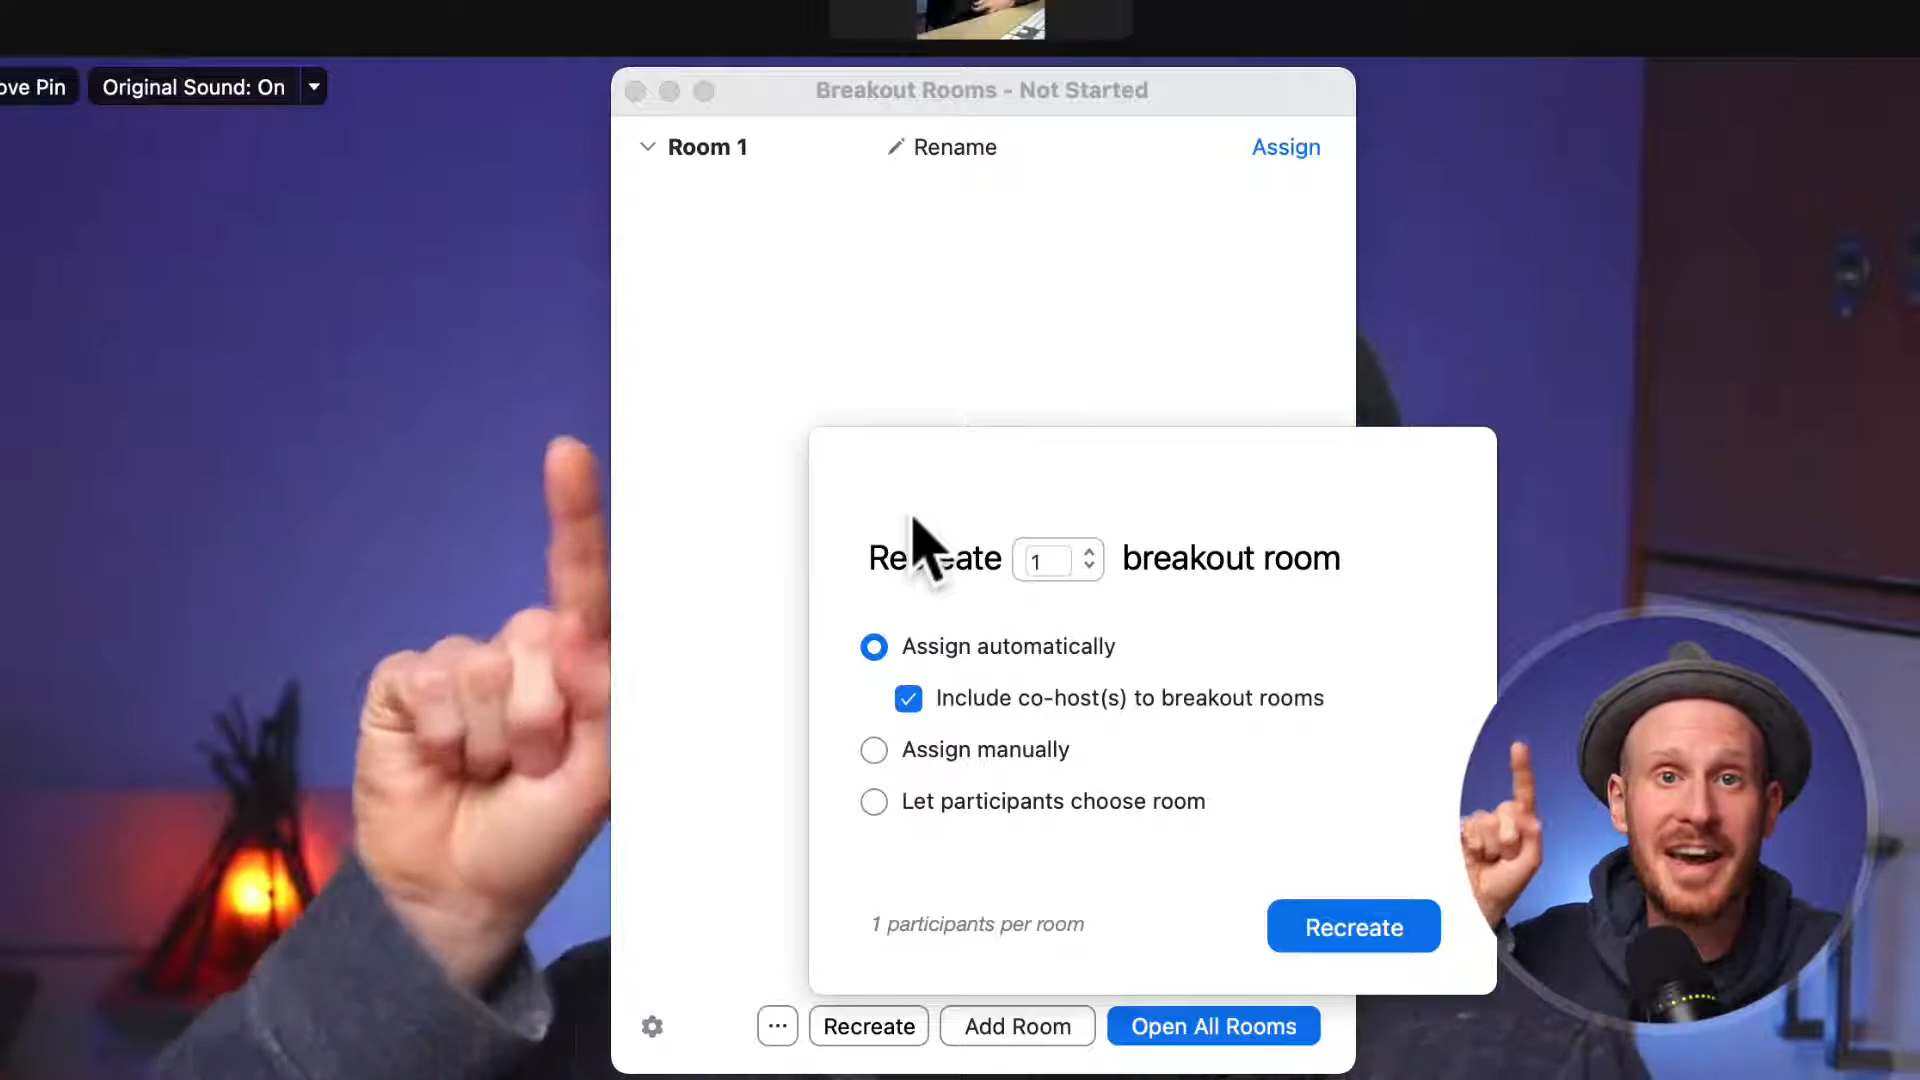 ove Pin
Original Sound: On
Breakout Rooms - Not Started
Room 1
Rename
Assign
Recreate 1 breakout room
Assign automatically
Include co-host(s) to breakout rooms
Assign manually
Let participants choose room
1 participants per room
Recreate
Recreate
Add Room
Open All Rooms